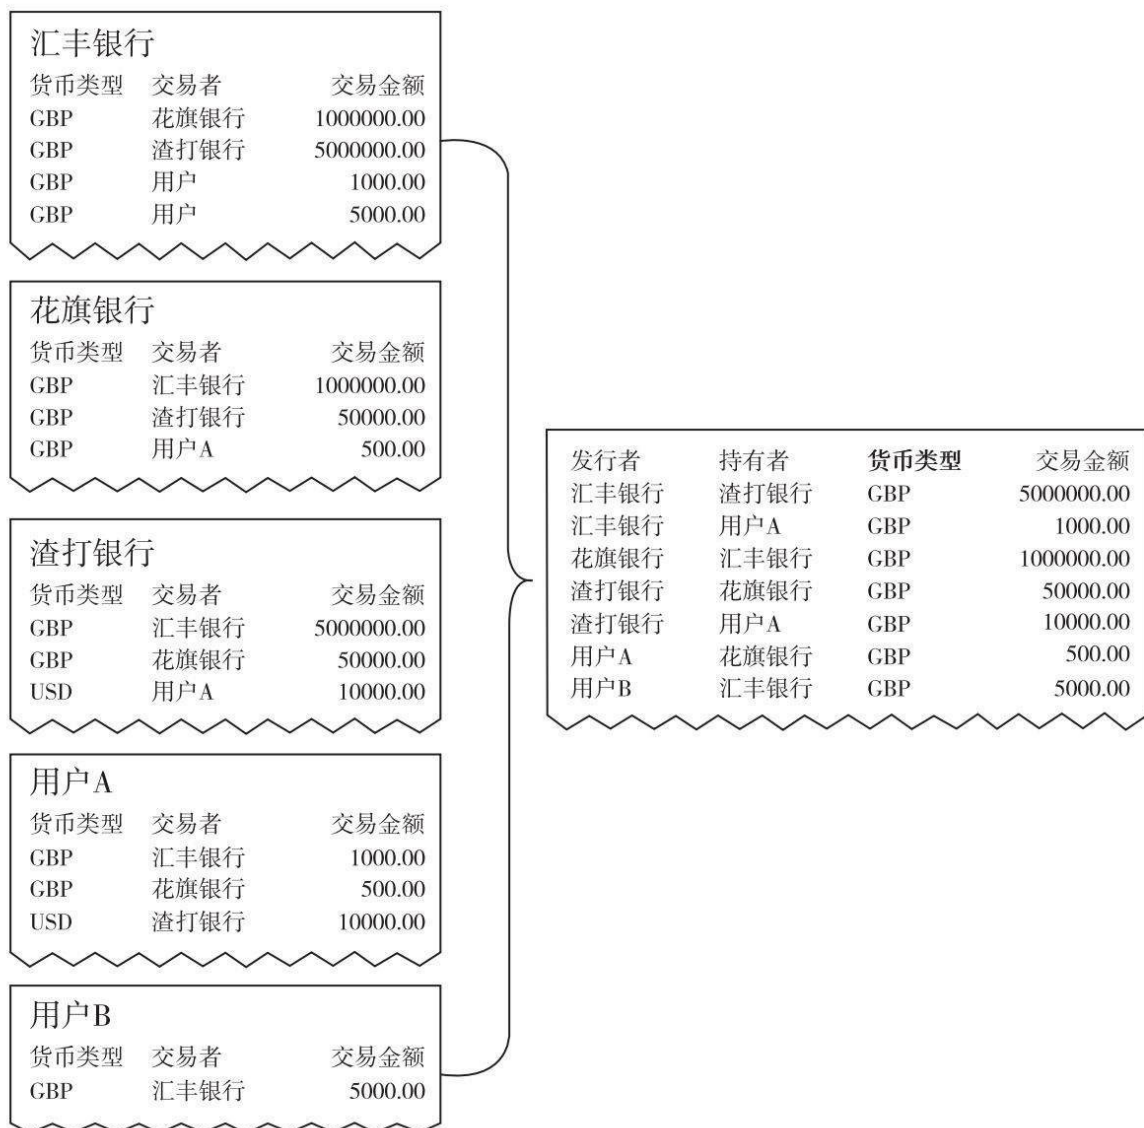 汇丰银行
货币类型 交易者 交易金额
GBP 花旗银行 1000000.00
GBP 渣打银行 5000000.00
GBP 用户 1000.00
GBP 用户 5000.00
花旗银行
货币类型 交易者 交易金额
GBP 汇丰银行 1000000.00
GBP 渣打银行 50000.00
GBP 用户A 500.00
渣打银行
货币类型 交易者 交易金额
GBP 汇丰银行 5000000.00
GBP 花旗银行 50000.00
USD 用户A 10000.00
用户A
货币类型 交易者 交易金额
GBP 汇丰银行 1000.00
GBP 花旗银行 500.00
USD 渣打银行 10000.00
用户B
货币类型 交易者 交易金额
GBP 汇丰银行 5000.00
发行者 持有者 货币类型 交易金额
汇丰银行 渣打银行 GBP 5000000.00
汇丰银行 用户A GBP 1000.00
花旗银行 汇丰银行 GBP 1000000.00
渣打银行 花旗银行 GBP 50000.00
渣打银行 用户A GBP 10000.00
用户A 花旗银行 GBP 500.00
用户B 汇丰银行 GBP 5000.00